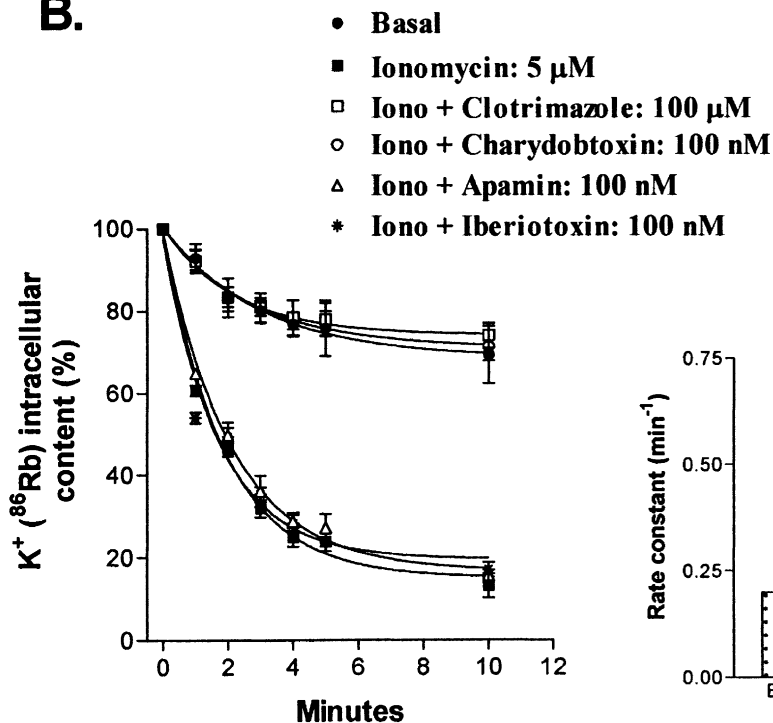 B.
Basal
Ionomycin: 5 μM
Iono + Clotrimazole: 100 μM
Iono + Charydobtoxin: 100 nM
Iono + Apamin: 100 nM
Iono + Iberiotoxin: 100 nM
K⁺ (⁸⁶Rb) intracellular
content (%)
100
80
60
40
20
0
0 2 4 6 8 10 12
Minutes
Rate constant (min⁻¹)
0.75
0.50
0.25
0.00